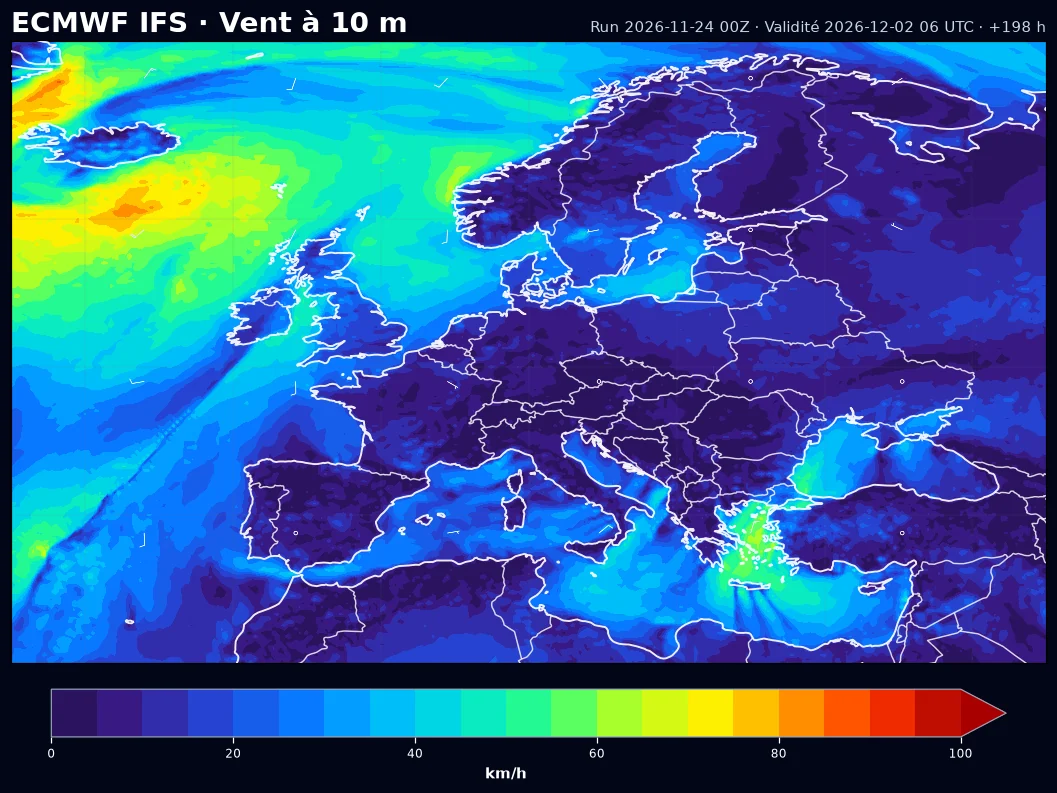 ECMWF IFS · Vent à 10 m
Run 2026-11-24 00Z · Validité 2026-12-02 06 UTC · +198 h
0 20 40 60 80 100
km/h